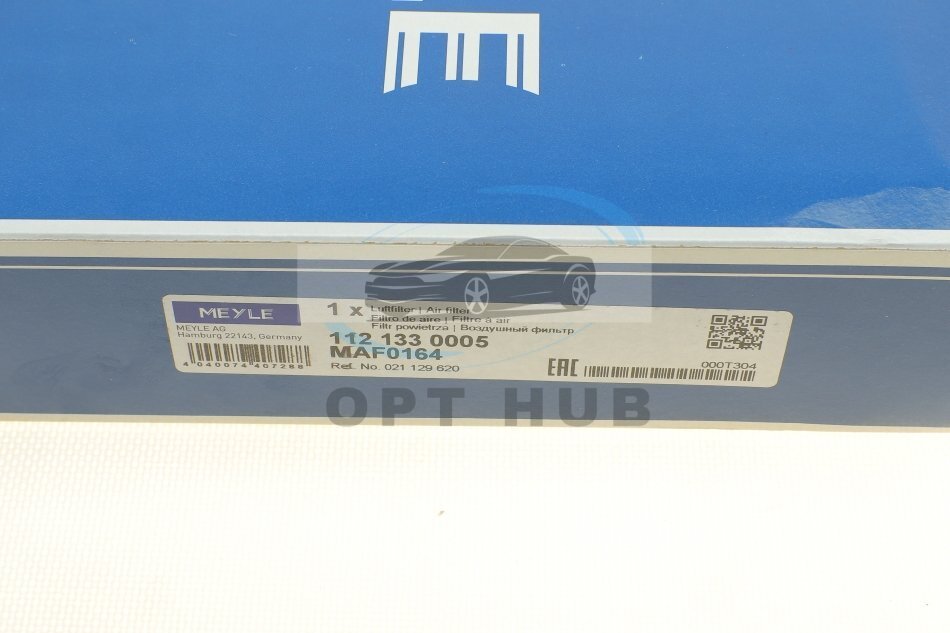 MEYLE
MEYLE AG
Hamburg 22143, Germany
4 040074 407288
1 x Luftfilter | Air filter
Filtro de aire | Filtre à air
Filtr powietrza | Воздушный фильтр
112 133 0005
MAF0164
Ref. No. 021 129 620
EAC
000T304
OPT HUB